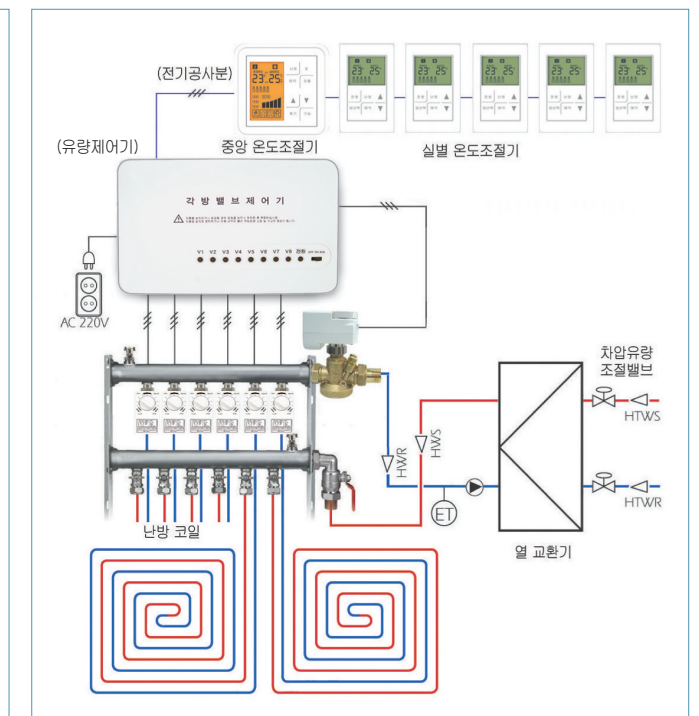 (전기공사분)
(유량제어기)
중앙 온도조절기
실별 온도조절기
각 방 밸 브 제 어 기
V1 V2 V3 V4 V5 V6 V7 V8 전원
AC 220V
차압유량
조절밸브
HTWS
HWR
HWS
HTWR
ET
난방 코일
열 교환기